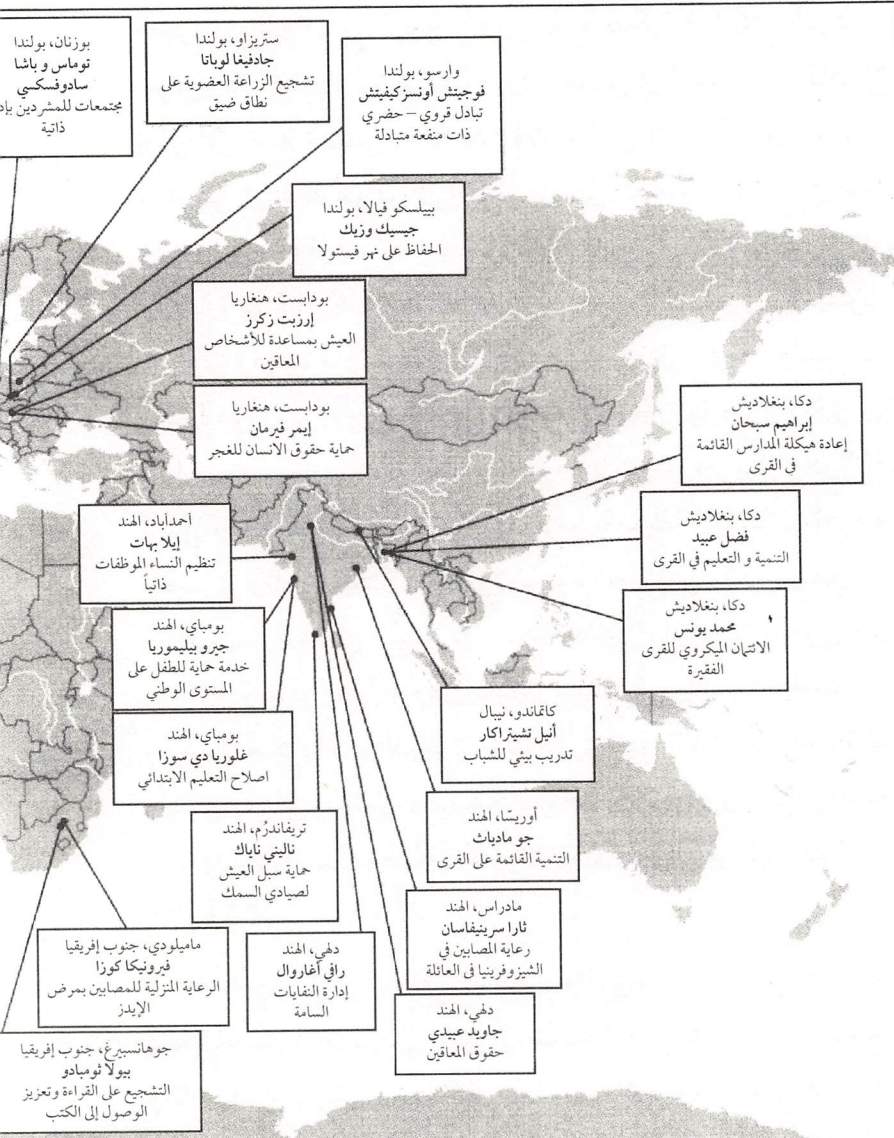 بوزنان، بولندا
توماس و باشا
سادوفسكسي
مجتمعات للمشردين
ذاتية
ستريزاو، بولندا
جادفيغا لوباتا
تشجيع الزراعة العضوية على
نطاق ضيق
وارسو، بولندا
فوجيتش أونسزكيفيتش
تبادل قروي – حضري
ذات منفعة متبادلة
بييلسكو فيالا، بولندا
جيسيك وزيك
الحفاظ على نهر فيستولا
بودابست، هنغاريا
إرزبت زكرز
العيش بمساعدة للأشخاص
المعاقين
بودابست، هنغاريا
إيمر فيرمان
حماية حقوق الانسان للغجر
دكا، بنغلاديش
إبراهيم سبحان
إعادة هيكلة المدارس القائمة
في القرى
دكا، بنغلاديش
فضل عبيد
التنمية و التعليم في القرى
دكا، بنغلاديش
محمد يونس
الائتمان الميكروي للقرى
الفقيرة
أحمدأباد، الهند
إيلا بهات
تنظيم النساء الموظفات
ذاتياً
بومباي، الهند
جيرو بيليموريا
خدمة حماية للطفل على
المستوى الوطني
بومباي، الهند
غلوريا دي سوزا
اصلاح التعليم الابتدائي
كاتماندو، نيبال
أنيل تشيتراكار
تدريب بيئي للشباب
أوريسّا، الهند
جو مادياث
التنمية القائمة على القرى
تريفاندرُم، الهند
ناليني ناياك
حماية سبل العيش
لصيادي السمك
مادراس، الهند
ثارا سرينيفاسان
رعاية المصابين في
الشيزوفرينيا في العائلة
ماميلودي، جنوب إفريقيا
فيرونيكا كوزا
الرعاية المنزلية للمصابين بمرض
الإيدز
دلهي، الهند
رافي أغاروال
إدارة النفايات
السامة
دلهي، الهند
جاويد عبيدي
حقوق المعاقين
جوهانسبيرغ، جنوب إفريقيا
بيولا ثومبادو
التشجيع على القراءة وتعزيز
الوصول إلى الكتب